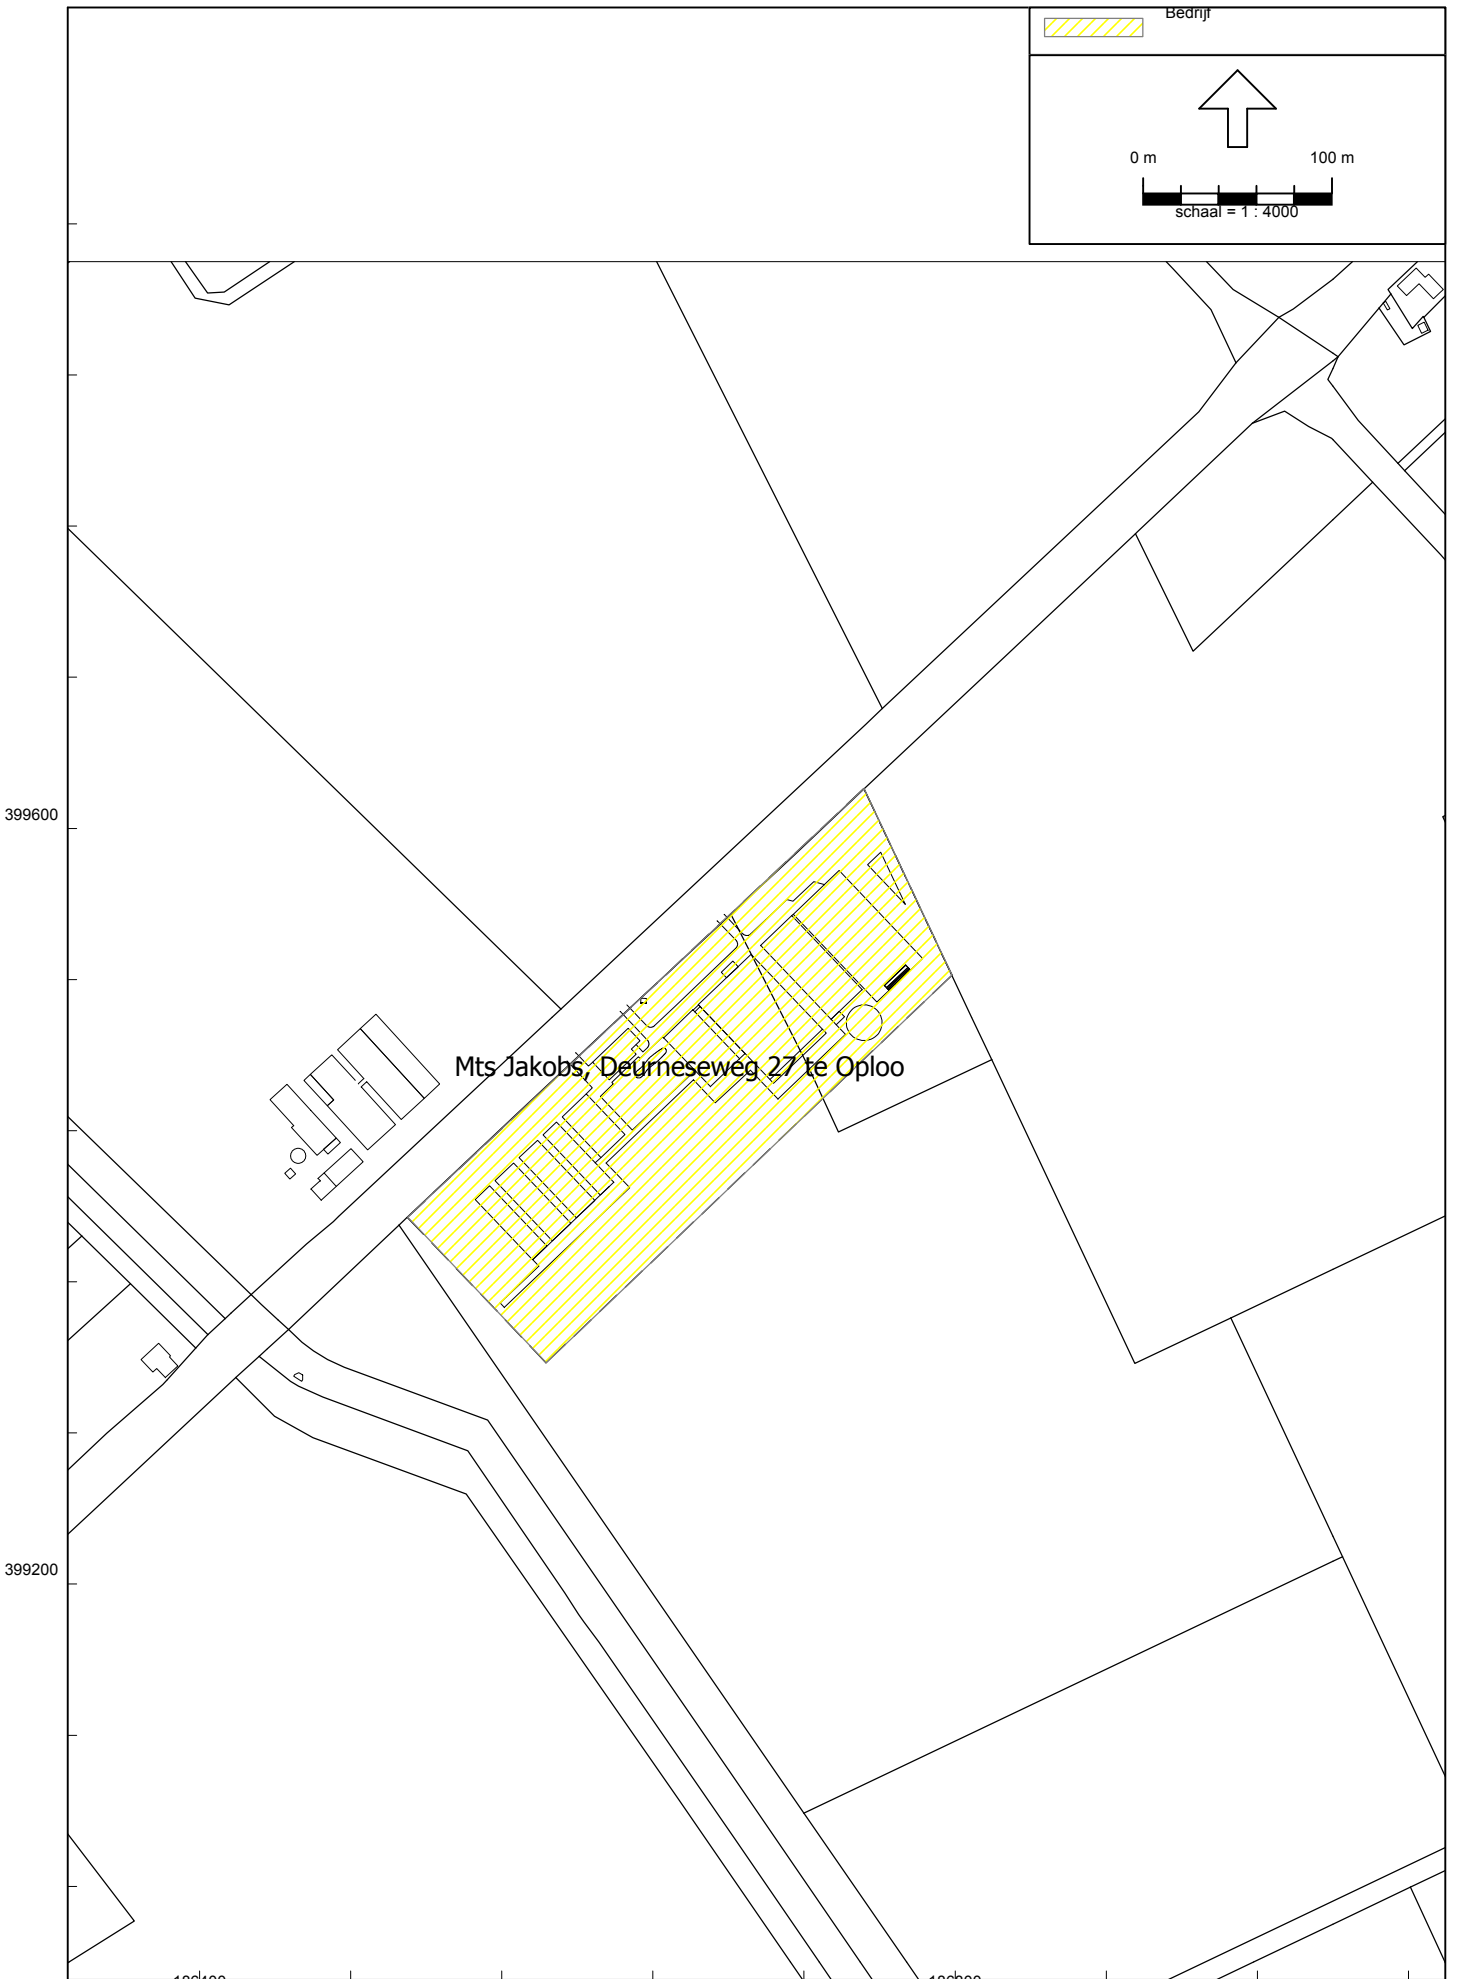 Bedrijf
0 m 100 m
schaal = 1 : 4000
399600
Mts Jakobs, Deurneseweg 27 te Oploo
399200